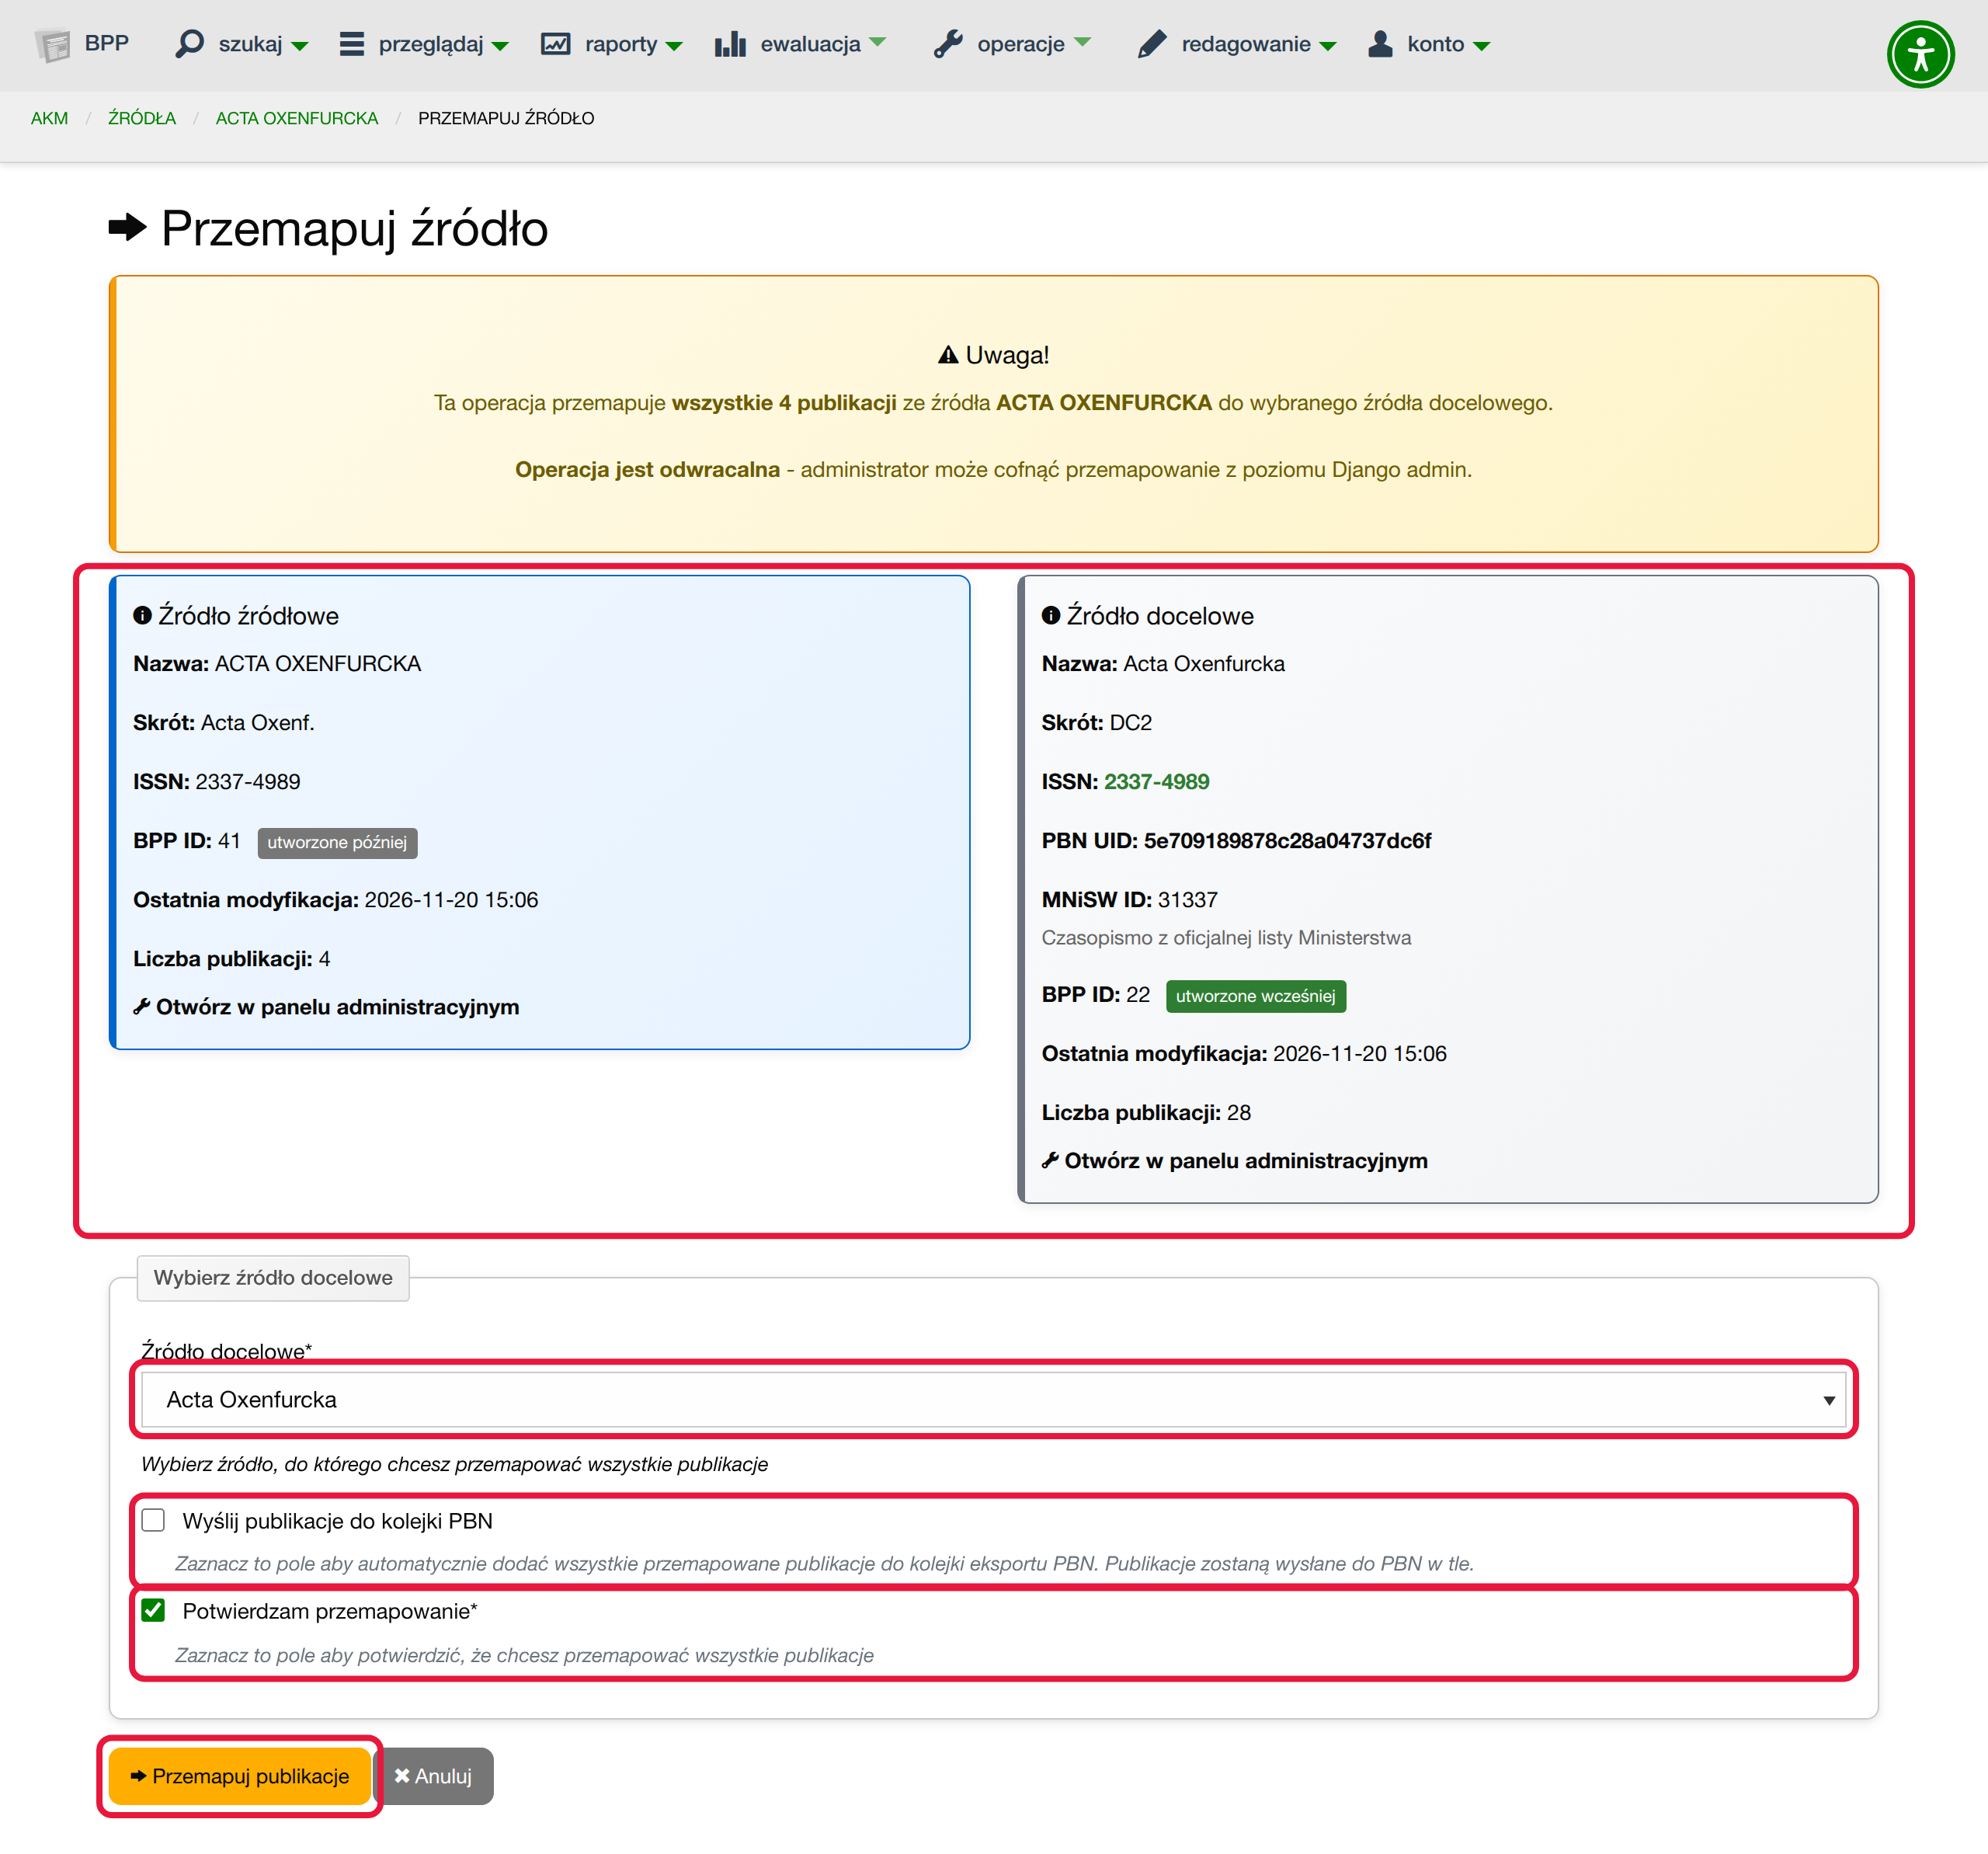 BPP szukaj przeglądaj raporty ewaluacja operacje redagowanie konto
AKM / ŹRÓDŁA / ACTA OXENFURCKA / PRZEMAPUJ ŹRÓDŁO
Przemapuj źródło
Uwaga!
Ta operacja przemapuje wszystkie 4 publikacji ze źródła ACTA OXENFURCKA do wybranego źródła docelowego.
Operacja jest odwracalna - administrator może cofnąć przemapowanie z poziomu Django admin.
Źródło źródłowe
Nazwa: ACTA OXENFURCKA
Skrót: Acta Oxenf.
ISSN: 2337-4989
BPP ID: 41 utworzone później
Ostatnia modyfikacja: 2026-11-20 15:06
Liczba publikacji: 4
Otwórz w panelu administracyjnym
Źródło docelowe
Nazwa: Acta Oxenfurcka
Skrót: DC2
ISSN: 2337-4989
PBN UID: 5e709189878c28a04737dc6f
MNiSW ID: 31337
Czasopismo z oficjalnej listy Ministerstwa
BPP ID: 22 utworzone wcześniej
Ostatnia modyfikacja: 2026-11-20 15:06
Liczba publikacji: 28
Otwórz w panelu administracyjnym
Wybierz źródło docelowe
Źródło docelowe*
Acta Oxenfurcka
Wybierz źródło, do którego chcesz przemapować wszystkie publikacje
Wyślij publikacje do kolejki PBN
Zaznacz to pole aby automatycznie dodać wszystkie przemapowane publikacje do kolejki eksportu PBN. Publikacje zostaną wysłane do PBN w tle.
Potwierdzam przemapowanie*
Zaznacz to pole aby potwierdzić, że chcesz przemapować wszystkie publikacje
Przemapuj publikacje Anuluj